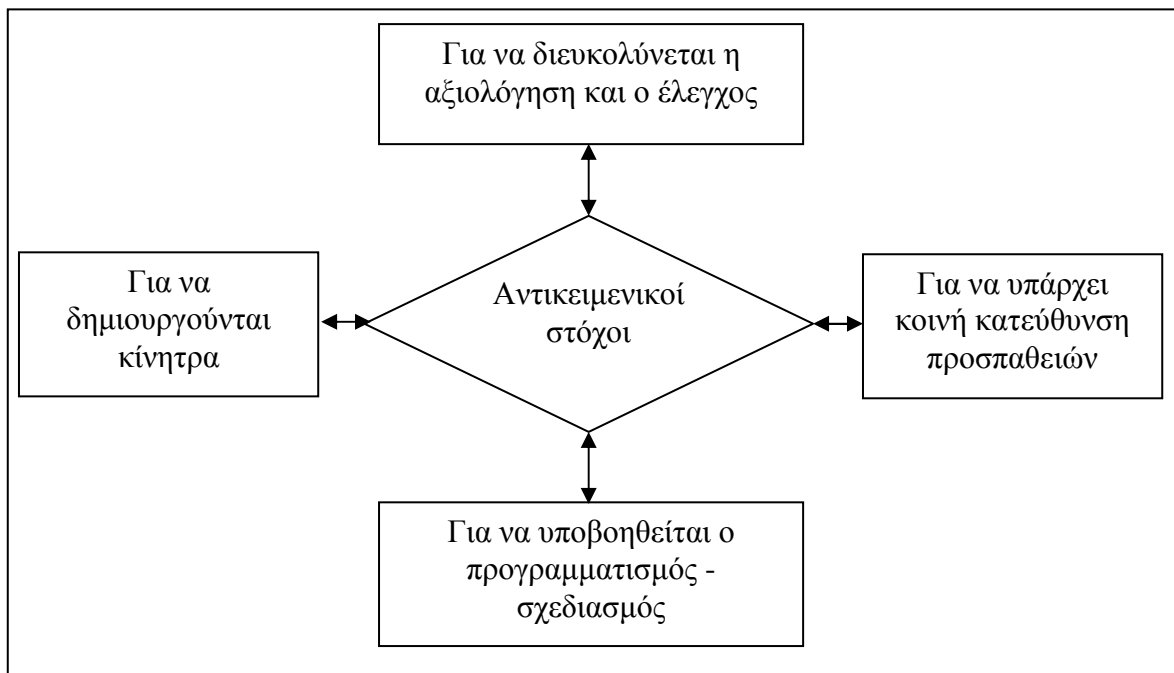 Για να διευκολύνεται η
αξιολόγηση και ο έλεγχος
Για να
δημιουργούνται
κίνητρα
Αντικειμενικοί
στόχοι
Για να υπάρχει
κοινή κατεύθυνση
προσπαθειών
Για να υποβοηθείται ο
προγραμματισμός -
σχεδιασμός